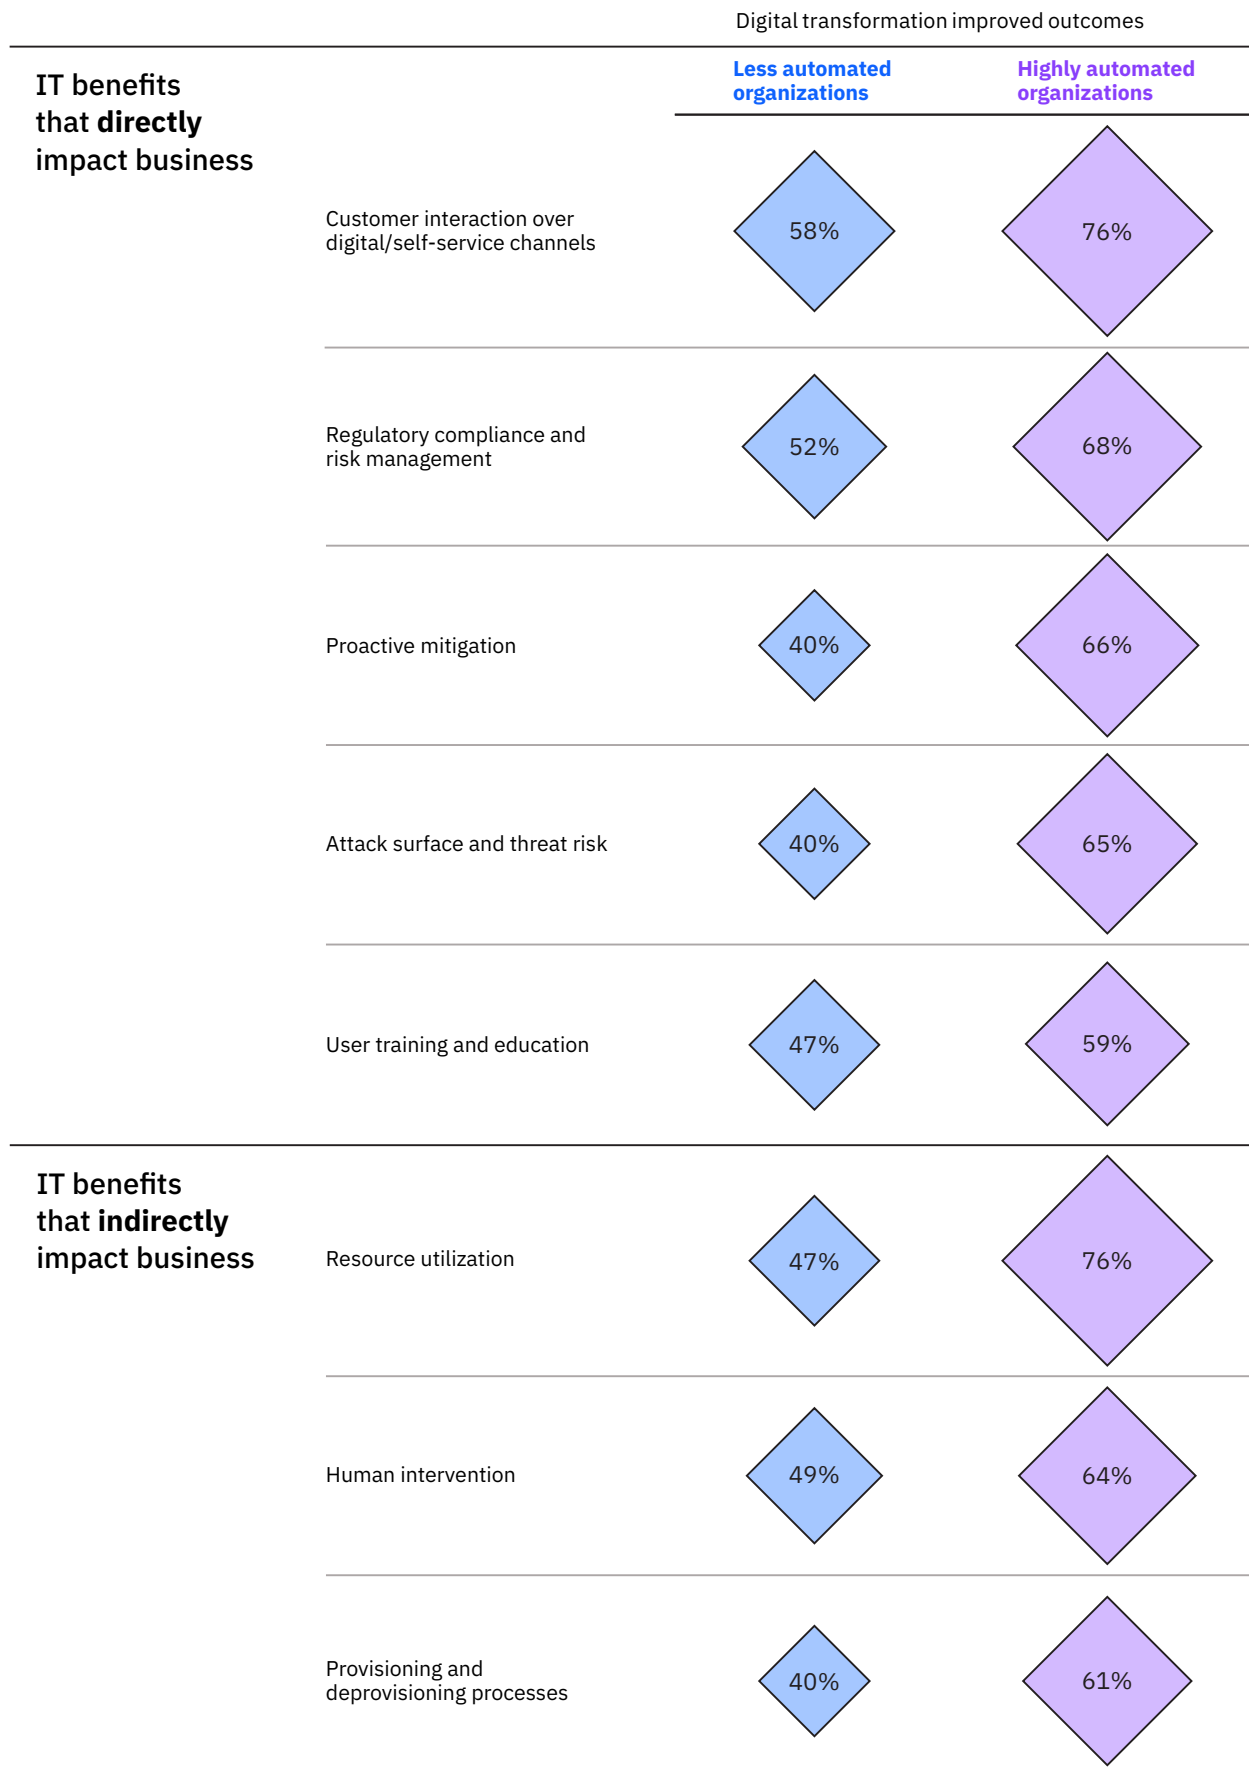 Digital transformation improved outcomes
Less automated
organizations
Highly automated
organizations
IT benefits
that directly
impact business
Customer interaction over
digital/self-service channels
58%
76%
Regulatory compliance and
risk management
52%
68%
Proactive mitigation
40%
66%
Attack surface and threat risk
40%
65%
User training and education
47%
59%
IT benefits
that indirectly
impact business
Resource utilization
47%
76%
Human intervention
49%
64%
Provisioning and
deprovisioning processes
40%
61%